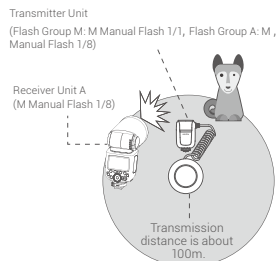 Transmitter Unit
(Flash Group M: M Manual Flash 1/1, Flash Group A: M ,
Manual Flash 1/8)
Receiver Unit A
(M Manual Flash 1/8)
Transmission
distance is about
100m.